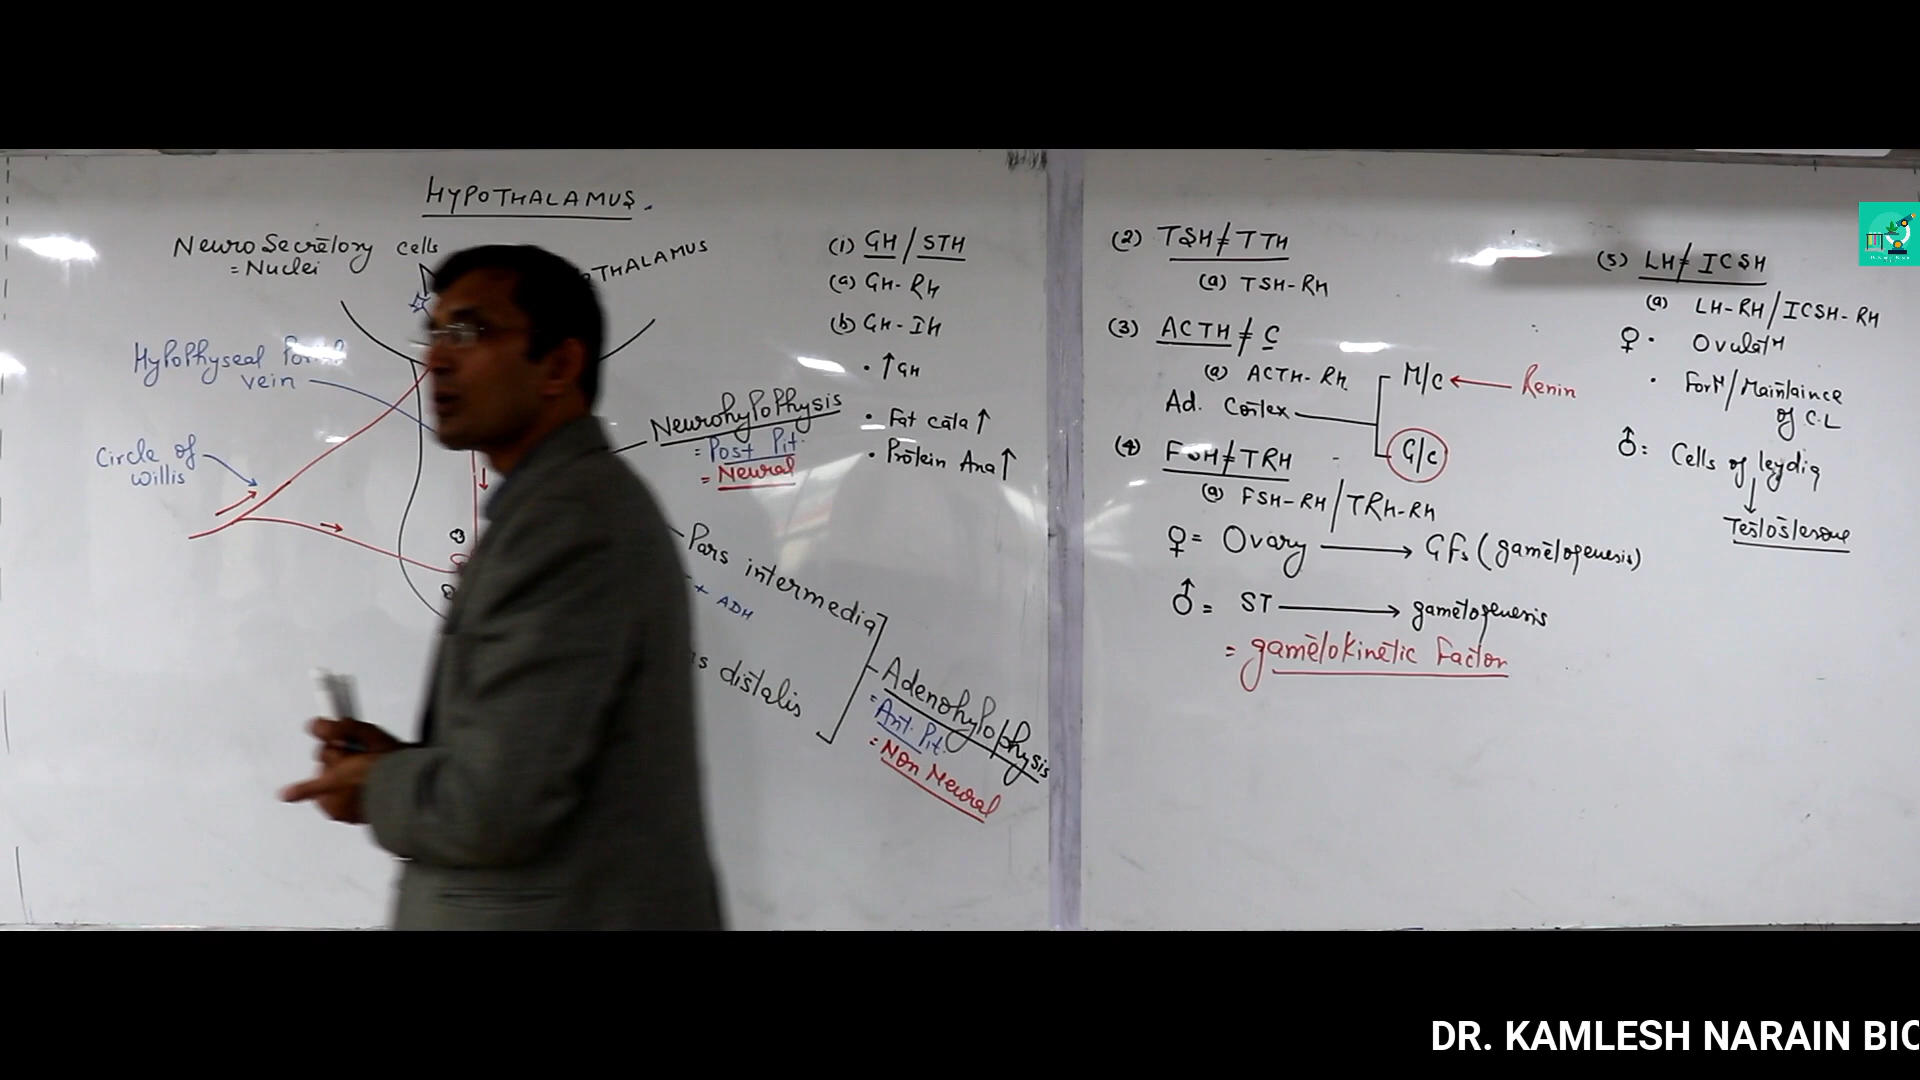 HYPOTHALAMUS
NeuroSecretory cells
= Nuclei
THALAMUS
Hypophyseal Portal
vein
Circle of
willis
Neurohypophysis
= Post Pit.
= Neural
Pars intermedia
+ ADH
distalis
Adenohypophysis
= Ant. Pit.
= Non Neural
(1) GH / STH
(a) GH-RH
(b) GH-IH
• ↑ GH
• Fat cata ↑
• Protein Ana ↑
(2) TSH / TTH
(a) TSH-RH
(3) ACTH / C
(a) ACTH-RH
Ad. Cortex
M/C ← Renin
G/C
(4) FSH / TRH
(a) FSH-RH / TRH-RH
♀ = Ovary → GFs (gametogenesis)
♂ = ST → gametogenesis
= gametokinetic Factor
(5) LH / ICSH
(a) LH-RH / ICSH-RH
♀ • Ovulatⁿ
• Forⁿ / Maintaince
of C.L
♂ = Cells of leydig
↓
Testosterone
DR. KAMLESH NARAIN BIO